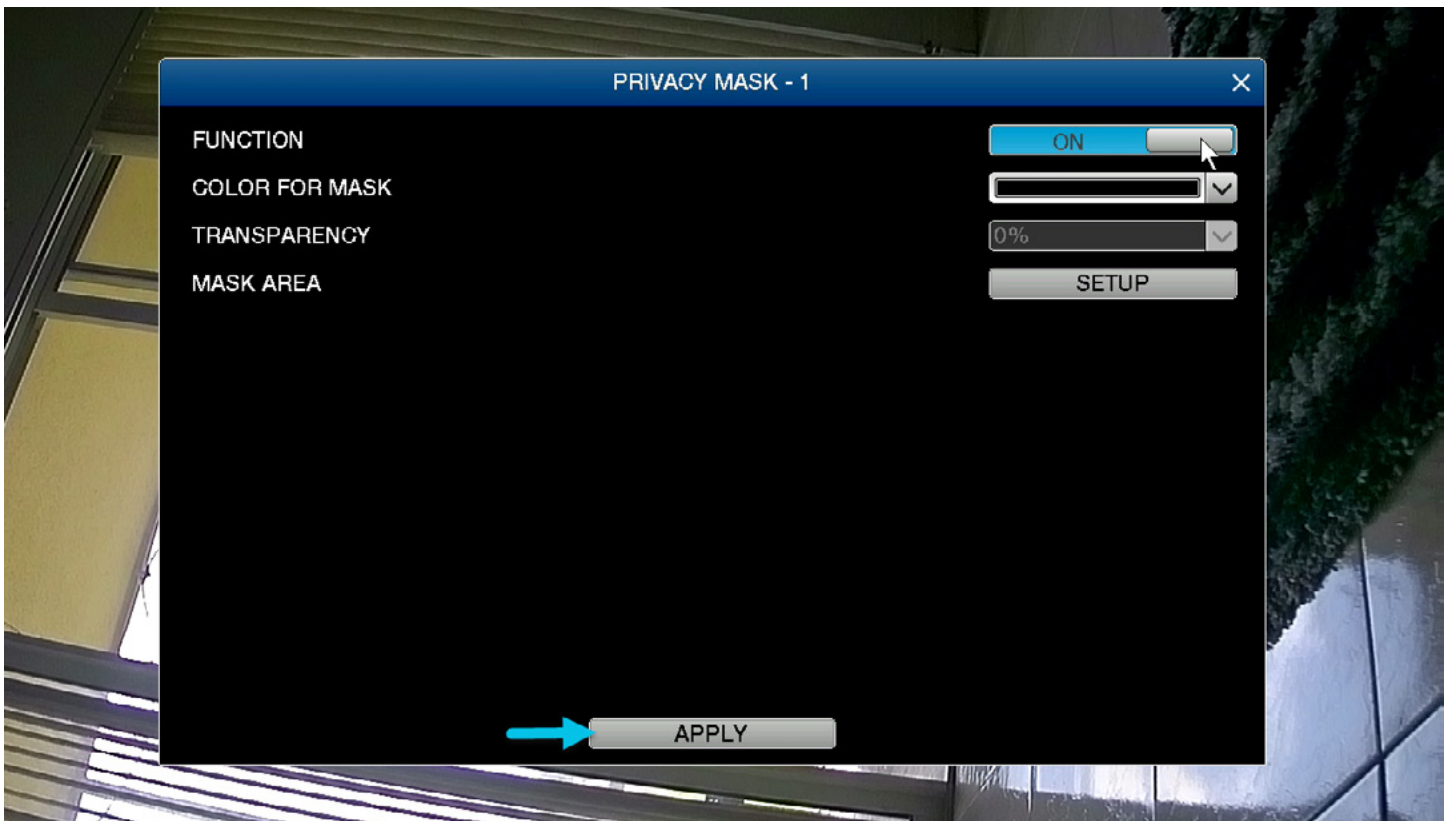 PRIVACY MASK - 1
FUNCTION ON
COLOR FOR MASK
TRANSPARENCY 0%
MASK AREA SETUP
APPLY